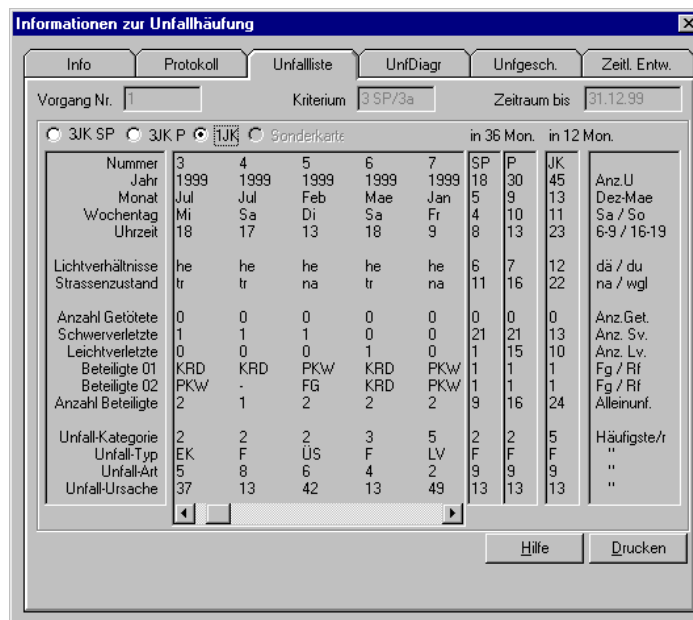 Informationen zur Unfallhäufung
Info Protokoll Unfallliste UnfDiagr Unfgesch. Zeitl. Entw.
Vorgang Nr. 1 Kriterium 3 SP/3a Zeitraum bis 31.12.99
3JK SP 3JK P 1JK Sonderkarte in 36 Mon. in 12 Mon.
Nummer 3 4 5 6 7 SP P JK
Jahr 1999 1999 1999 1999 1999 18 30 45 Anz.U
Monat Jul Jul Feb Mae Jan 5 9 13 Dez-Mae
Wochentag Mi Sa Di Sa Fr 4 10 11 Sa / So
Uhrzeit 18 17 13 18 9 8 13 23 6-9 / 16-19
Lichtverhältnisse he he he he he 6 7 12 dä / du
Strassenzustand tr tr na tr na 11 16 22 na / wgl
Anzahl Getötete 0 0 0 0 0 0 0 0 Anz.Get.
Schwerverletzte 1 1 1 0 0 21 21 13 Anz. Sv.
Leichtverletzte 0 0 0 1 0 1 15 10 Anz. Lv.
Beteiligte 01 KRD KRD PKW KRD PKW 1 1 1 Fg / Rf
Beteiligte 02 PKW - FG KRD PKW 1 1 1 Fg / Rf
Anzahl Beteiligte 2 1 2 2 2 9 16 24 Alleinunf.
Unfall-Kategorie 2 2 2 3 5 2 2 5 Häufigste/r
Unfall-Typ EK F ÜS F LV F F F "
Unfall-Art 5 8 6 4 2 9 9 9 "
Unfall-Ursache 37 13 42 13 49 13 13 13 "
Hilfe Drucken